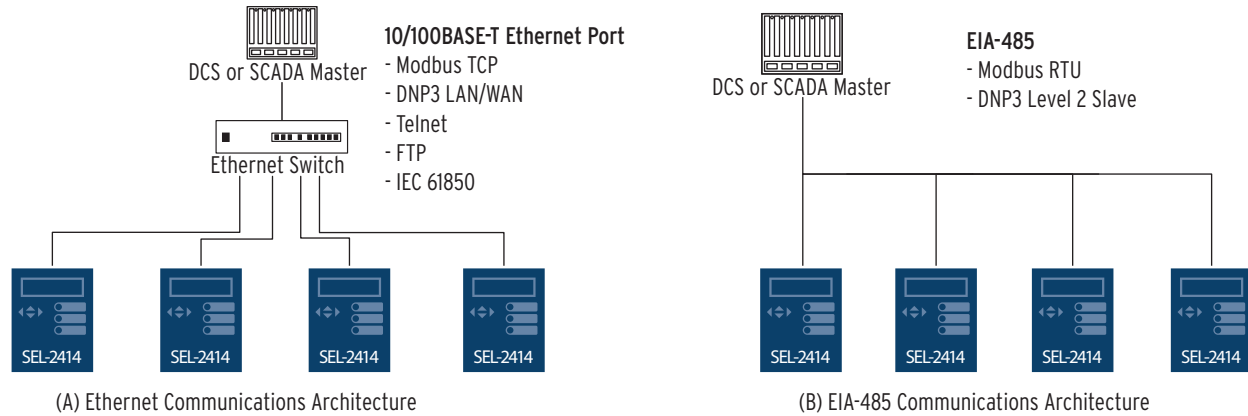 10/100BASE-T Ethernet Port
- Modbus TCP
- DNP3 LAN/WAN
- Telnet
- FTP
- IEC 61850
DCS or SCADA Master
Ethernet Switch
SEL-2414
SEL-2414
SEL-2414
SEL-2414
(A) Ethernet Communications Architecture
EIA-485
- Modbus RTU
- DNP3 Level 2 Slave
DCS or SCADA Master
SEL-2414
SEL-2414
SEL-2414
SEL-2414
(B) EIA-485 Communications Architecture